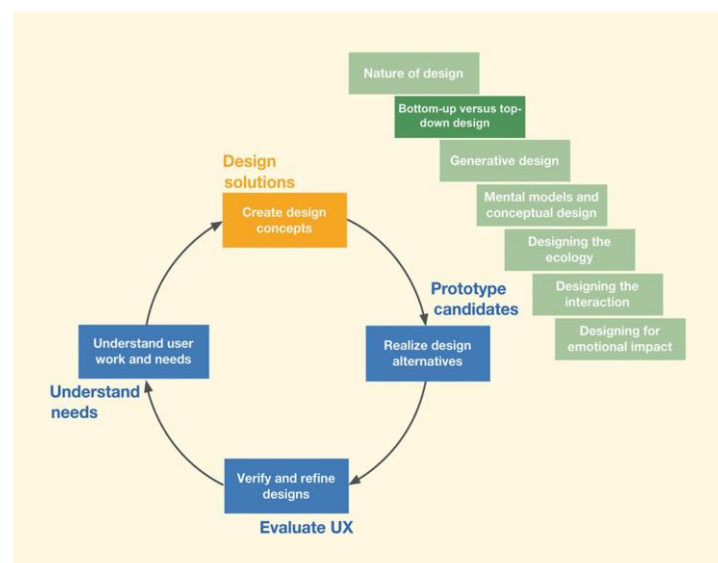 Nature of design
Bottom-up versus top-
down design
Generative design
Mental models and
conceptual design
Designing the
ecology
Designing the
interaction
Designing for
emotional impact
Design
solutions
Create design
concepts
Prototype
candidates
Realize design
alternatives
Verify and refine
designs
Evaluate UX
Understand user
work and needs
Understand
needs